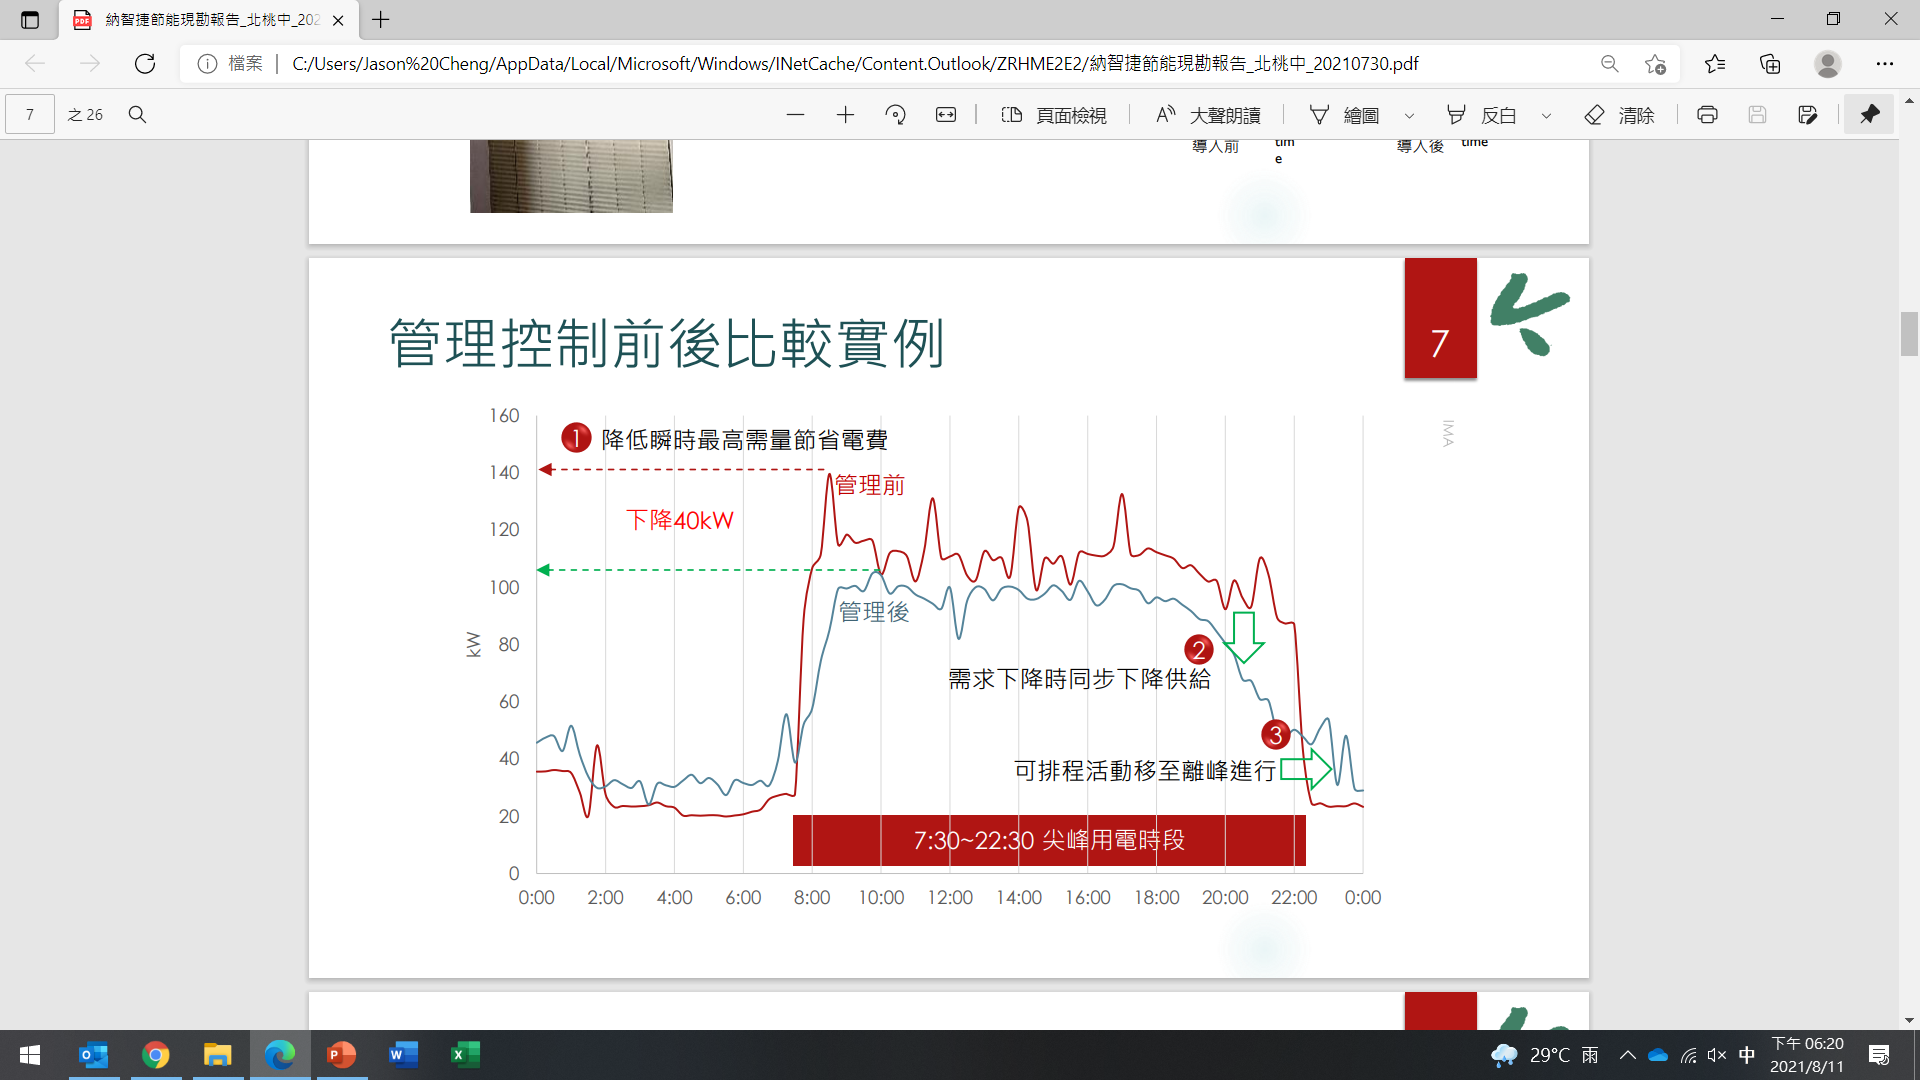 納智捷節能現勘報告_北桃中_202
檔案
C:/Users/Jason%20Cheng/AppData/Local/Microsoft/Windows/INetCache/Content.Outlook/ZRHME2E2/納智捷節能現勘報告_北桃中_20210730.pdf
7 之 26
頁面檢視
大聲朗讀
繪圖
反白
清除
導入前
tim
e
導入後
time
管理控制前後比較實例
7
IMA
1 降低瞬時最高需量節省電費
管理前
下降40kW
管理後
2
需求下降時同步下降供給
3
可排程活動移至離峰進行
7:30~22:30 尖峰用電時段
kW
160
140
120
100
80
60
40
20
0
0:00 2:00 4:00 6:00 8:00 10:00 12:00 14:00 16:00 18:00 20:00 22:00 0:00
29°C 雨
中
下午 06:20
2021/8/11